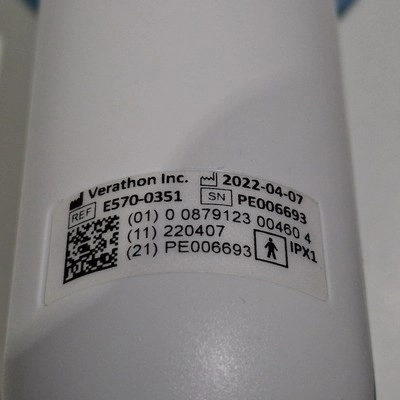 Verathon Inc. 2022-04-07
REF E570-0351 SN PE006693
(01) 0 0879123 00460 4
(11) 220407
(21) PE006693 IPX1